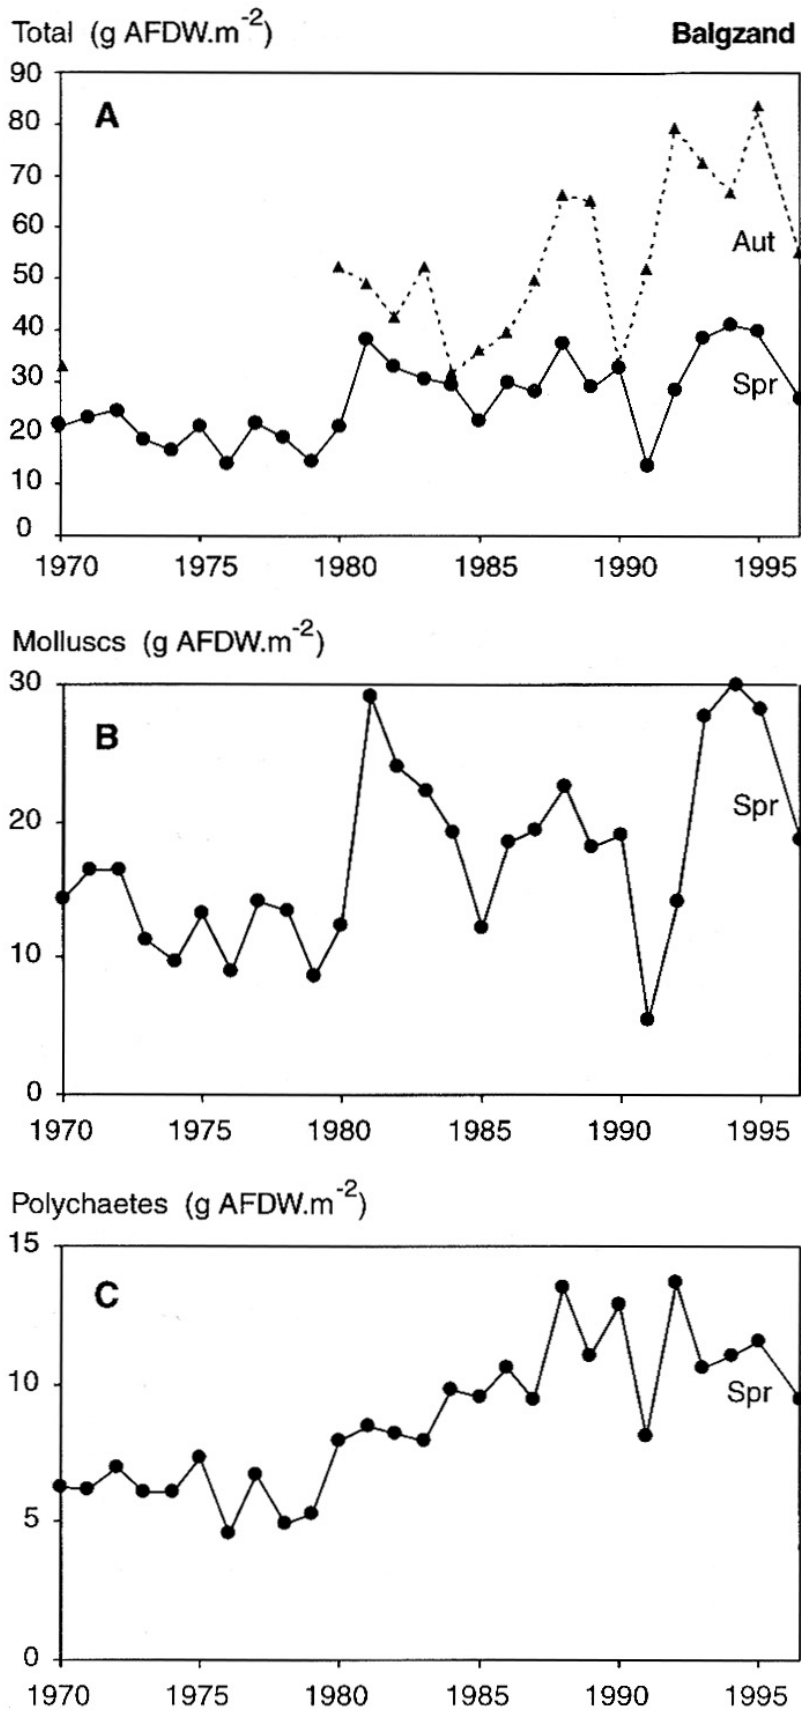 Total (g AFDW.m-2) Balgzand
90
A
80
70
60
Aut
50
40
Spr
30
20
10
0
1970 1975 1980 1985 1990 1995
Molluscs (g AFDW.m-2)
30
B
Spr
20
10
0
1970 1975 1980 1985 1990 1995
Polychaetes (g AFDW.m-2)
15
C
10 Spr
5
0
1970 1975 1980 1985 1990 1995